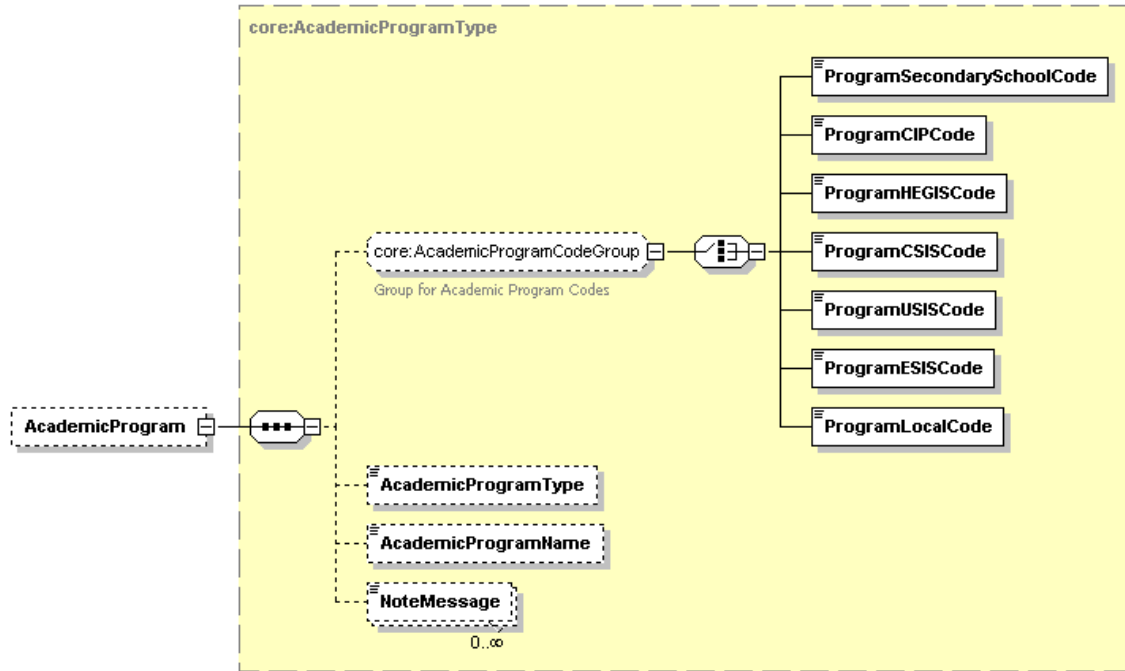 core:AcademicProgramType
ProgramSecondarySchoolCode
ProgramCIPCode
ProgramHEGISCode
core:AcademicProgramCodeGroup
ProgramCSISCode
Group for Academic Program Codes
ProgramUSISCode
ProgramESISCode
AcademicProgram
ProgramLocalCode
AcademicProgramType
AcademicProgramName
NoteMessage
0..∞